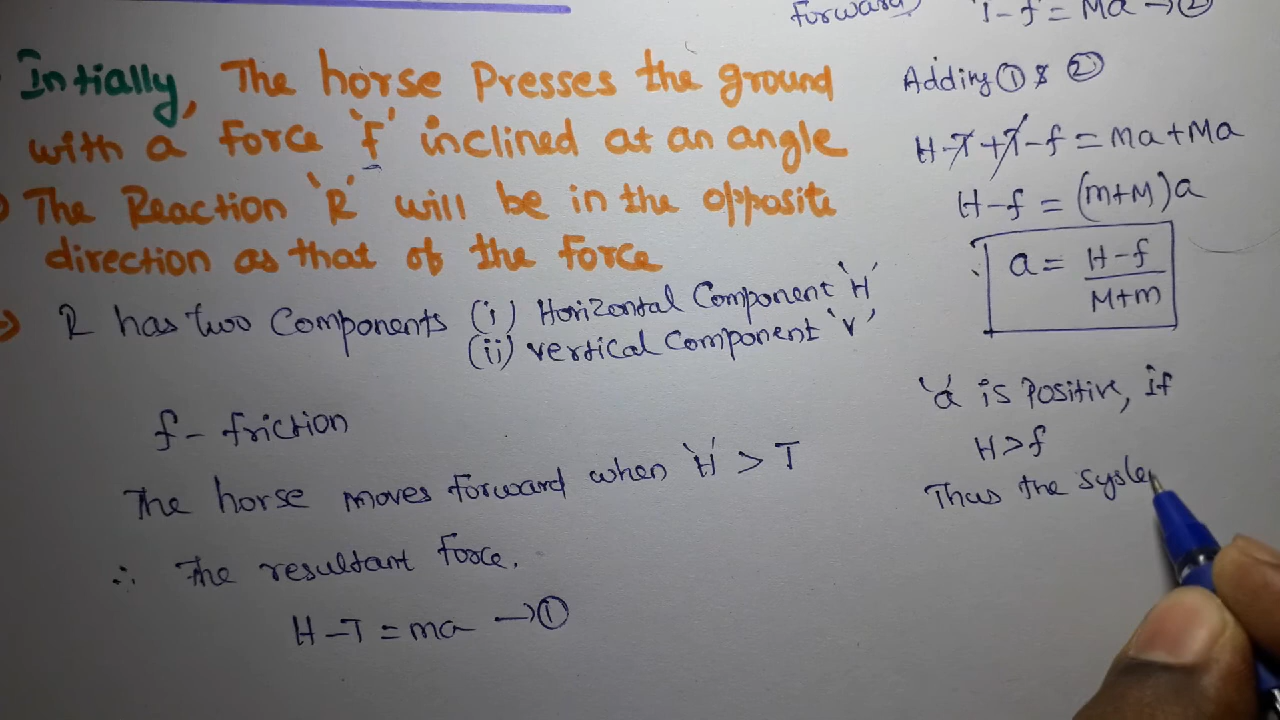 Intially, The horse Presses the ground
with a force 'f' inclined at an angle
The Reaction 'R' will be in the opposite
direction as that of the force
R has two Components (i) Horizontal Component 'H'
(ii) vertical Component 'V'
f - friction
The horse moves forward when 'H' > T
∴ The resultant force.
H - T = ma → ①
forward, T - f = Ma → ②
Adding ① & ②
H - T + T - f = ma + Ma
H - f = (m+M)a
∴ a = H-f / M+m
'a' is Positive, If
H > f
Thus the system